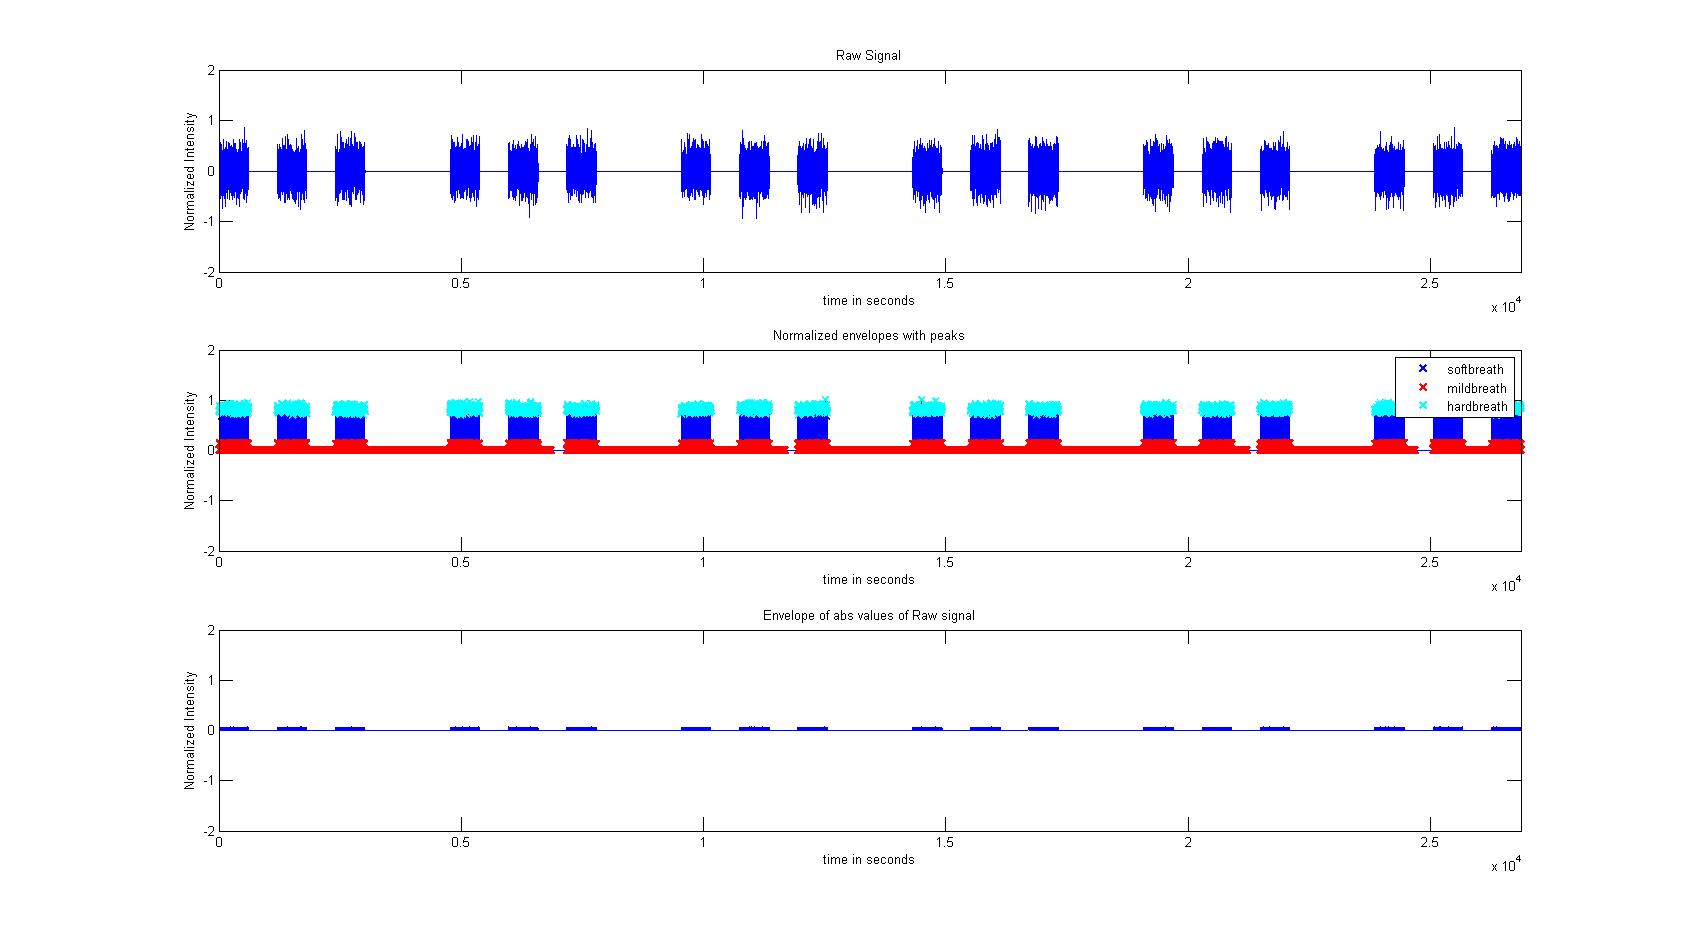 Raw Signal
2
1
0
-1
-2
Normalized Intensity
0 0.5 1 1.5 2 2.5
x 10^4
time in seconds
Normalized envelopes with peaks
2
1
0
-1
-2
Normalized Intensity
softbreath
mildbreath
hardbreath
0 0.5 1 1.5 2 2.5
x 10^4
time in seconds
Envelope of abs values of Raw signal
2
1
0
-1
-2
Normalized Intensity
0 0.5 1 1.5 2 2.5
x 10^4
time in seconds